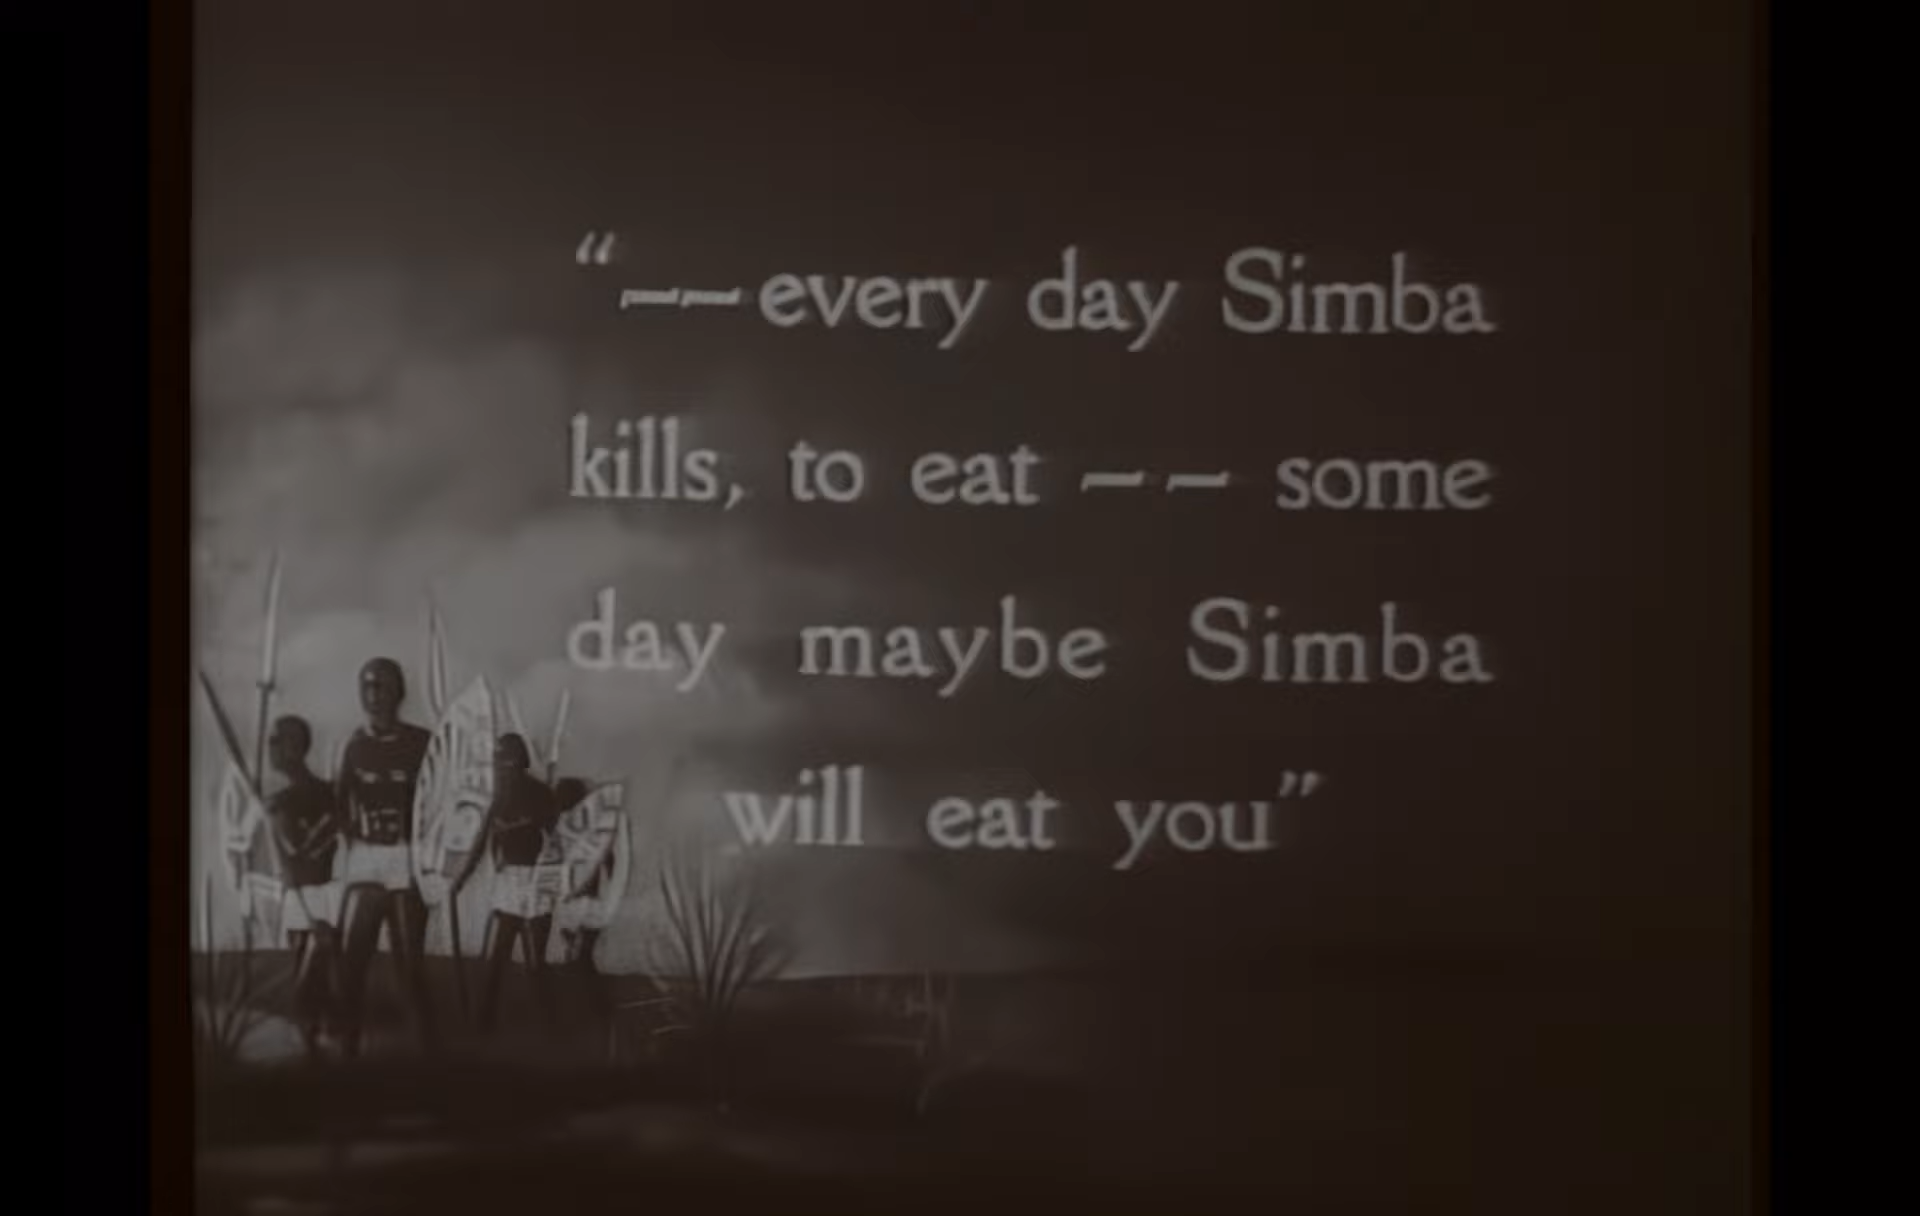 “——every day Simba
kills, to eat —— some
day maybe Simba
will eat you”